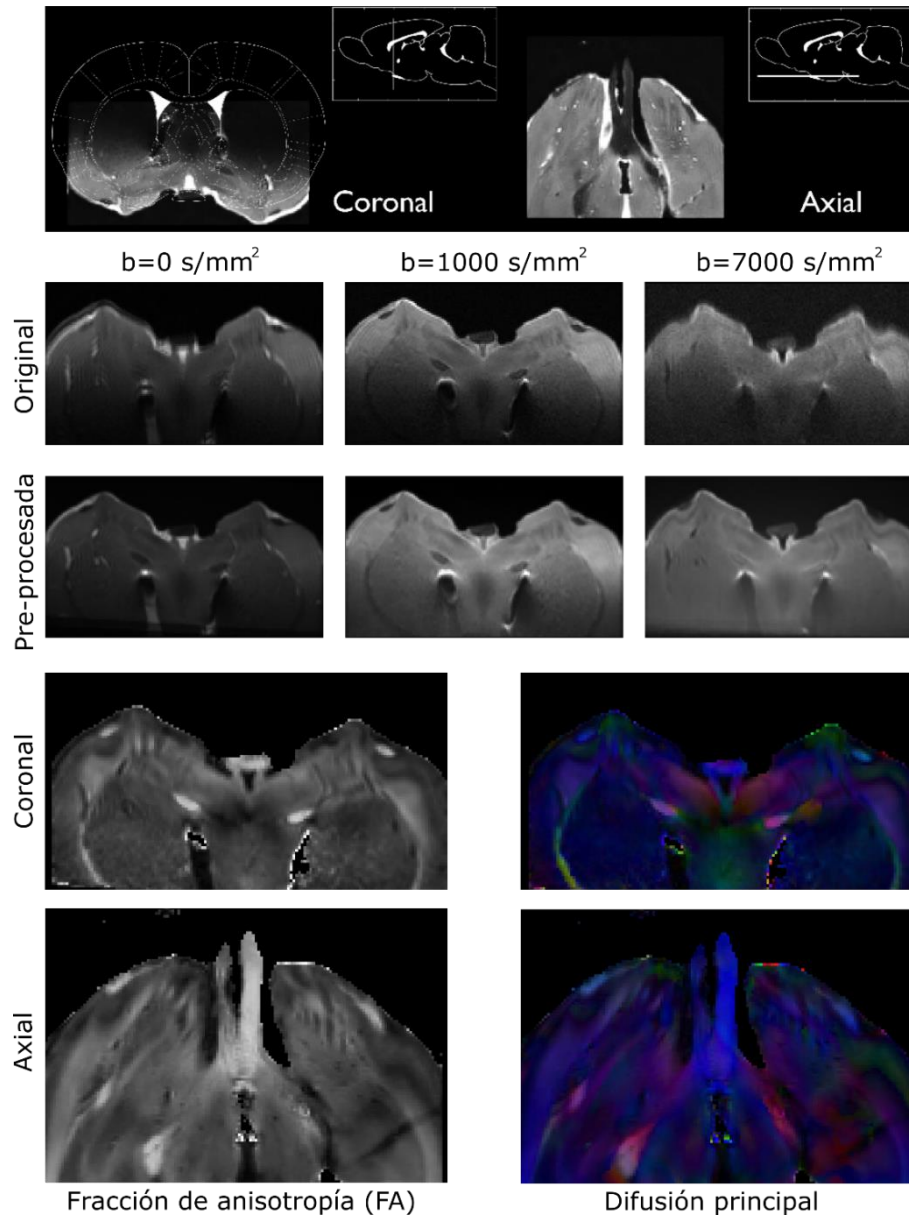 Coronal
Axial
b=0 s/mm²
b=1000 s/mm²
b=7000 s/mm²
Original
Pre-procesada
Coronal
Axial
Fracción de anisotropía (FA)
Difusión principal